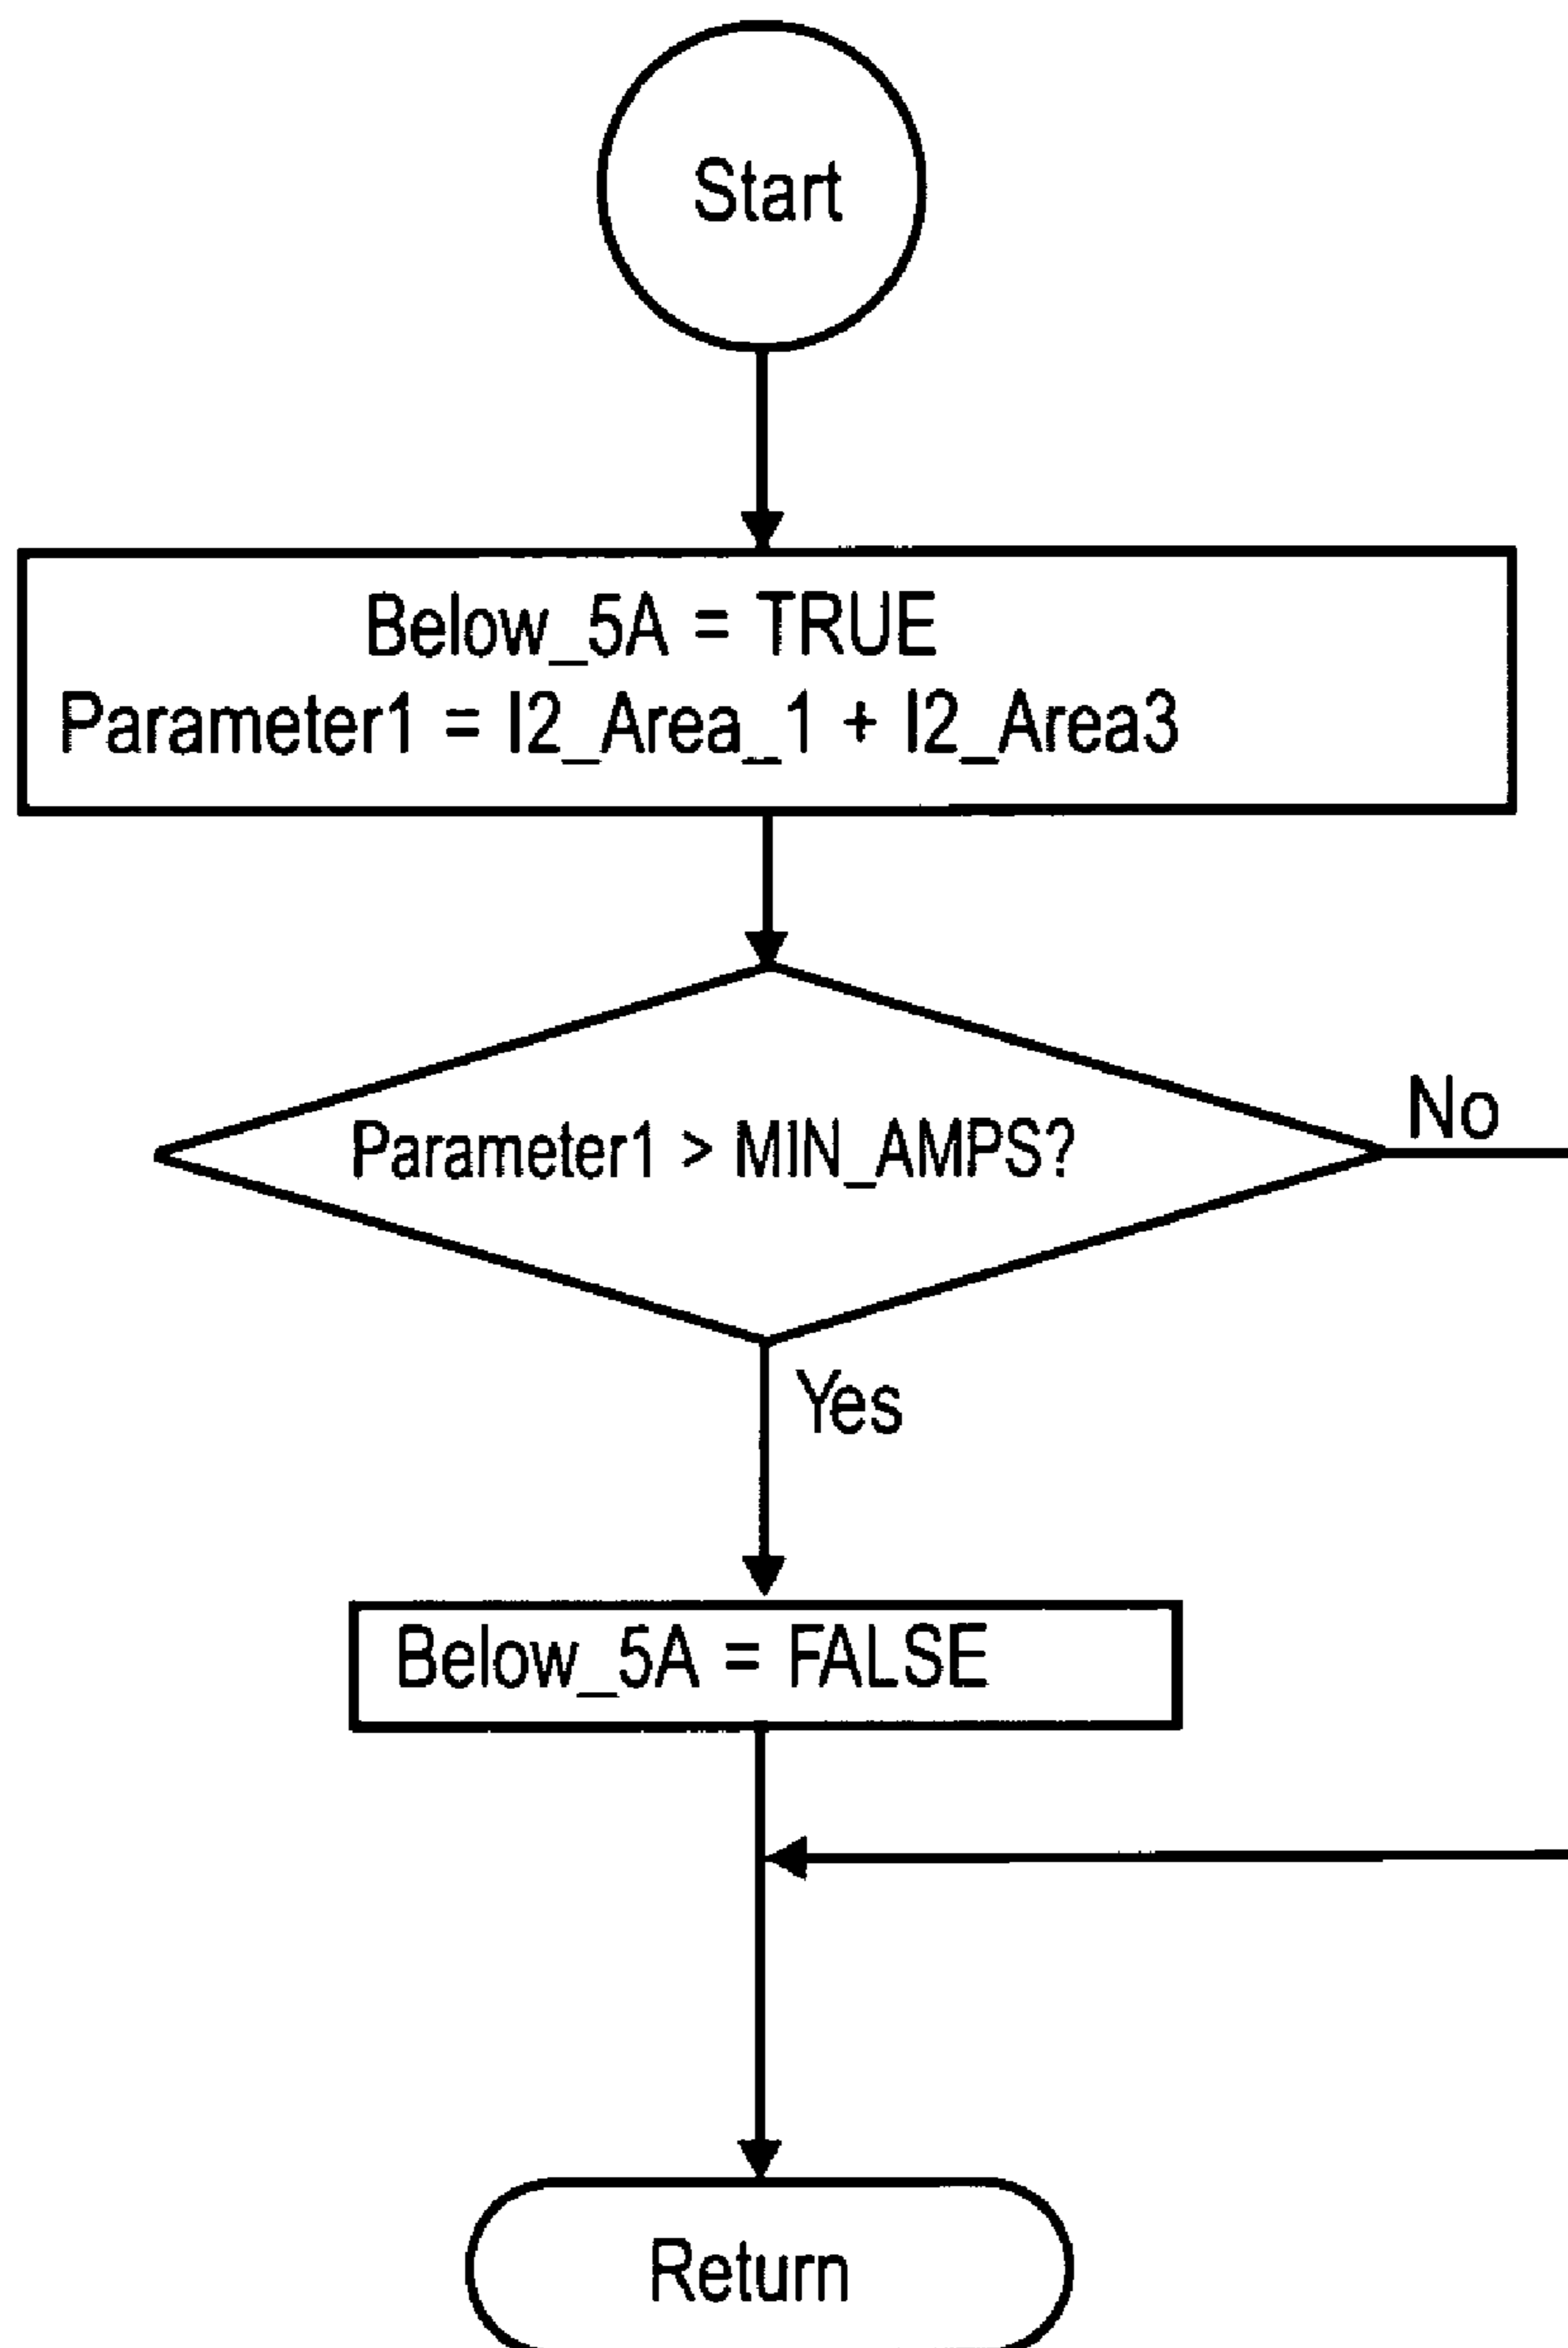 Start
Below_5A = TRUE
Parameter1 = I2_Area_1 + I2_Area3
Parameter1 > MIN_AMPS?
No
Yes
Below_5A = FALSE
Return